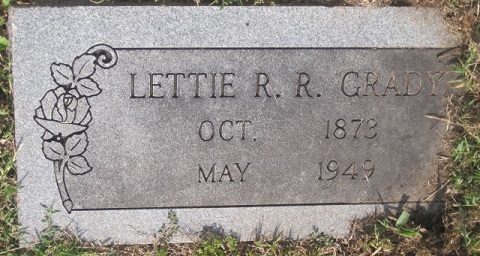 LETTIE R. R. GRADY
OCT. 1873
MAY 1949